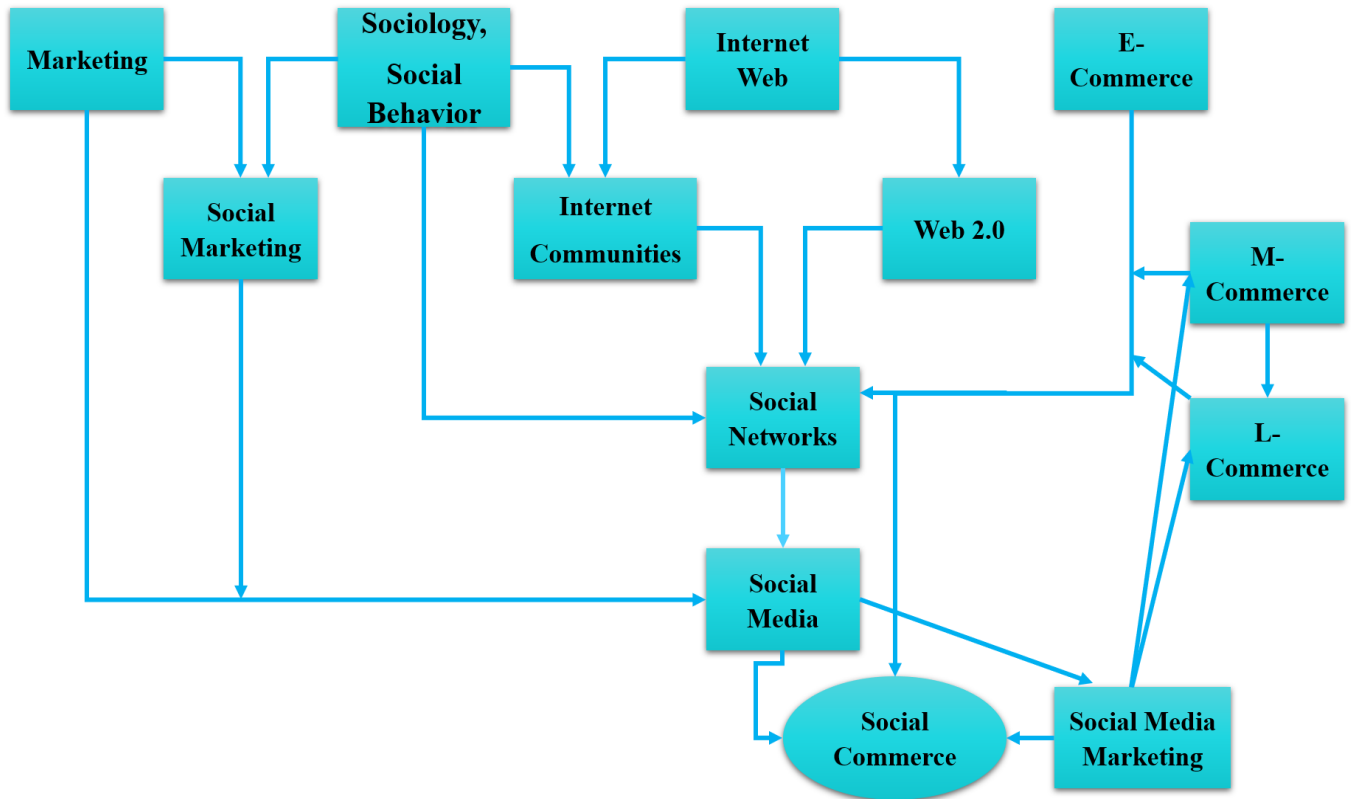 Marketing
Sociology,
Social
Behavior
Internet
Web
E-
Commerce
Social
Marketing
Internet
Communities
Web 2.0
M-
Commerce
Social
Networks
L-
Commerce
Social
Media
Social
Commerce
Social Media
Marketing